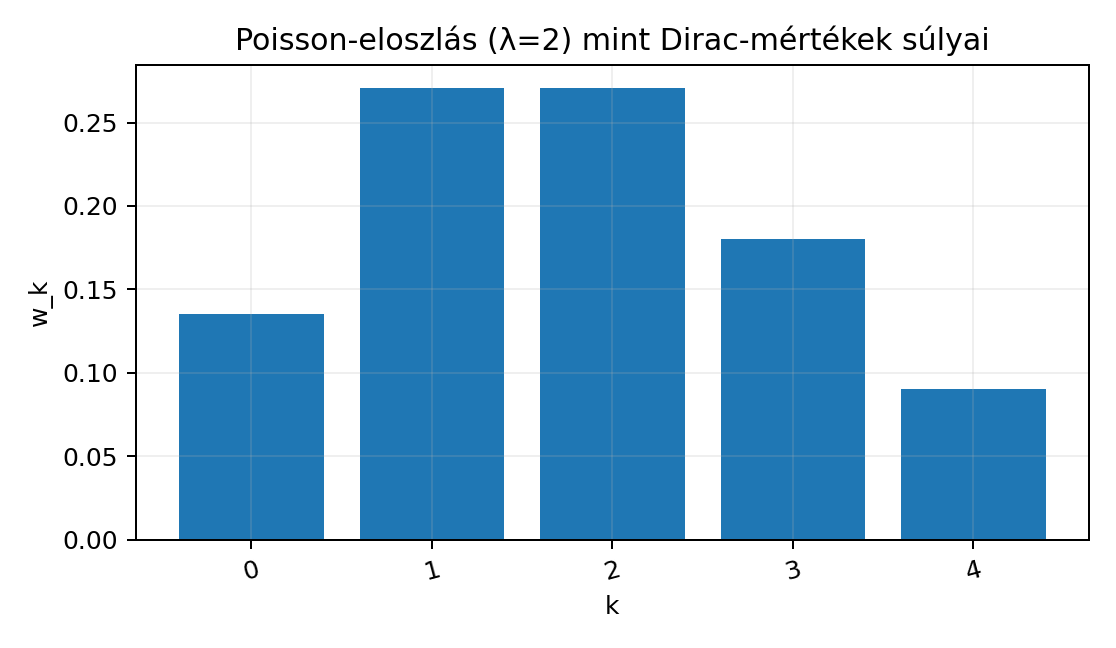 Poisson-eloszlás (λ=2) mint Dirac-mértékek súlyai
w_k
0.25
0.20
0.15
0.10
0.05
0.00
0 1 2 3 4
k